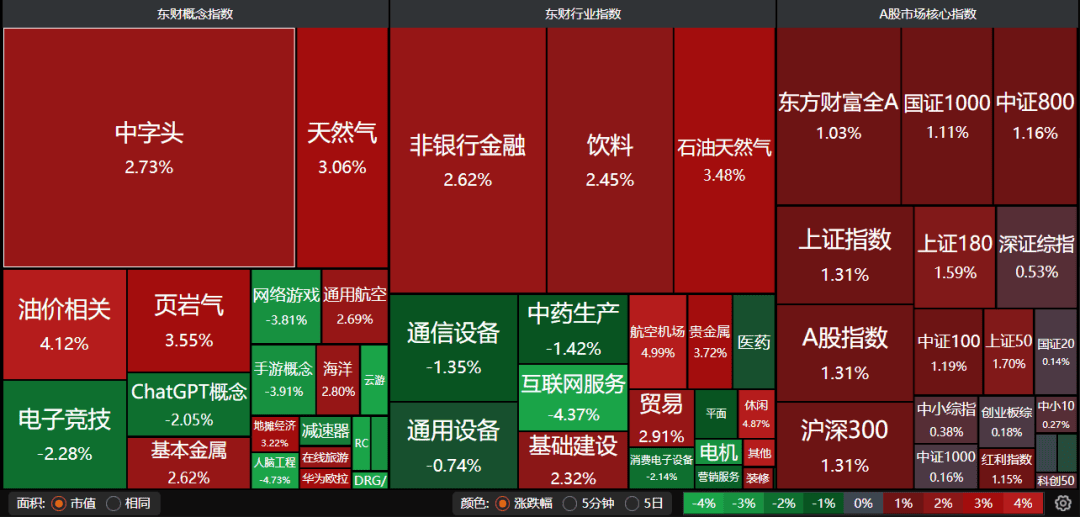 东财概念指数
中字头
2.73%
天然气
3.06%
油价相关
4.12%
页岩气
3.55%
网络游戏
-3.81%
通用航空
2.69%
电子竞技
-2.28%
ChatGPT概念
-2.05%
基本金属
2.62%
手游概念
-3.91%
海洋
2.80%
云游
地摊经济
3.22%
减速器
RC
在线旅游
人脑工程
-4.73%
华为欧拉
DRG/
东财行业指数
非银行金融
2.62%
饮料
2.45%
石油天然气
3.48%
通信设备
-1.35%
中药生产
-1.42%
航空机场
4.99%
贵金属
3.72%
医药
互联网服务
-4.37%
通用设备
-0.74%
基础建设
2.32%
贸易
2.91%
平面
休闲
4.87%
消费电子设备
-2.14%
电机
其他
营销服务
装修
A股市场核心指数
东方财富全A
1.03%
国证1000
1.11%
中证800
1.16%
上证指数
1.31%
上证180
1.59%
深证综指
0.53%
A股指数
1.31%
中证100
1.19%
上证50
1.70%
国证20
0.14%
沪深300
1.31%
中小综指
0.38%
创业板综
0.18%
中小10
0.27%
中证1000
0.16%
红利指数
1.15%
科创50
面积: 市值 相同
颜色: 涨跌幅 5分钟 5日
-4% -3% -2% -1% 0% 1% 2% 3% 4%